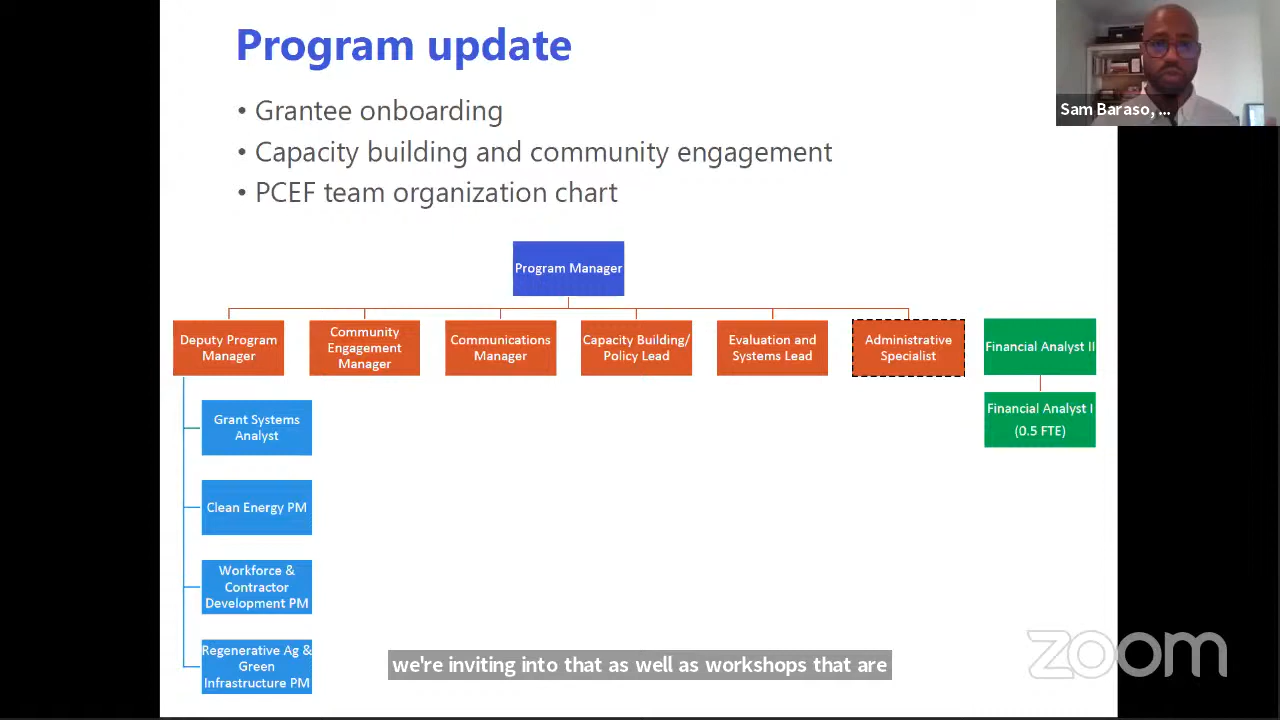 Program update
• Grantee onboarding
• Capacity building and community engagement
• PCEF team organization chart
Sam Baraso, ...
Program Manager
Deputy Program
Manager
Community
Engagement
Manager
Communications
Manager
Capacity Building/
Policy Lead
Evaluation and
Systems Lead
Administrative
Specialist
Financial Analyst II
Financial Analyst I
(0.5 FTE)
Grant Systems
Analyst
Clean Energy PM
Workforce &
Contractor
Development PM
Regenerative Ag &
Green
Infrastructure PM
we're inviting into that as well as workshops that are
zoom